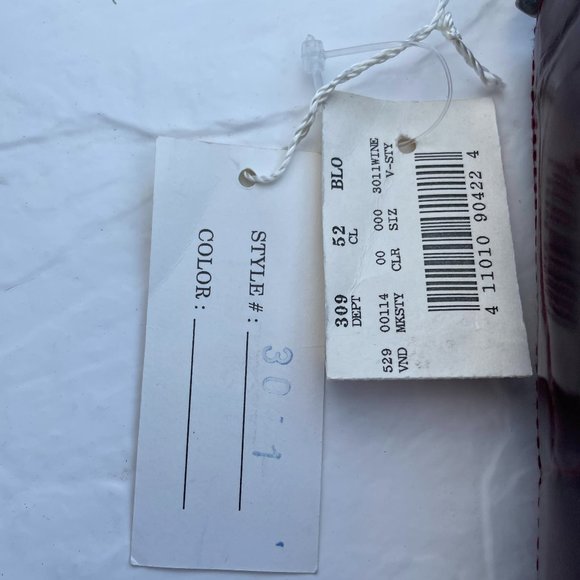 STYLE # : 30-1
COLOR :
309 52 BLO
DEPT CL
529 00114 00 000 3011WINE
VND MKSTY CLR SIZ V-STY
4 11010 90422 4